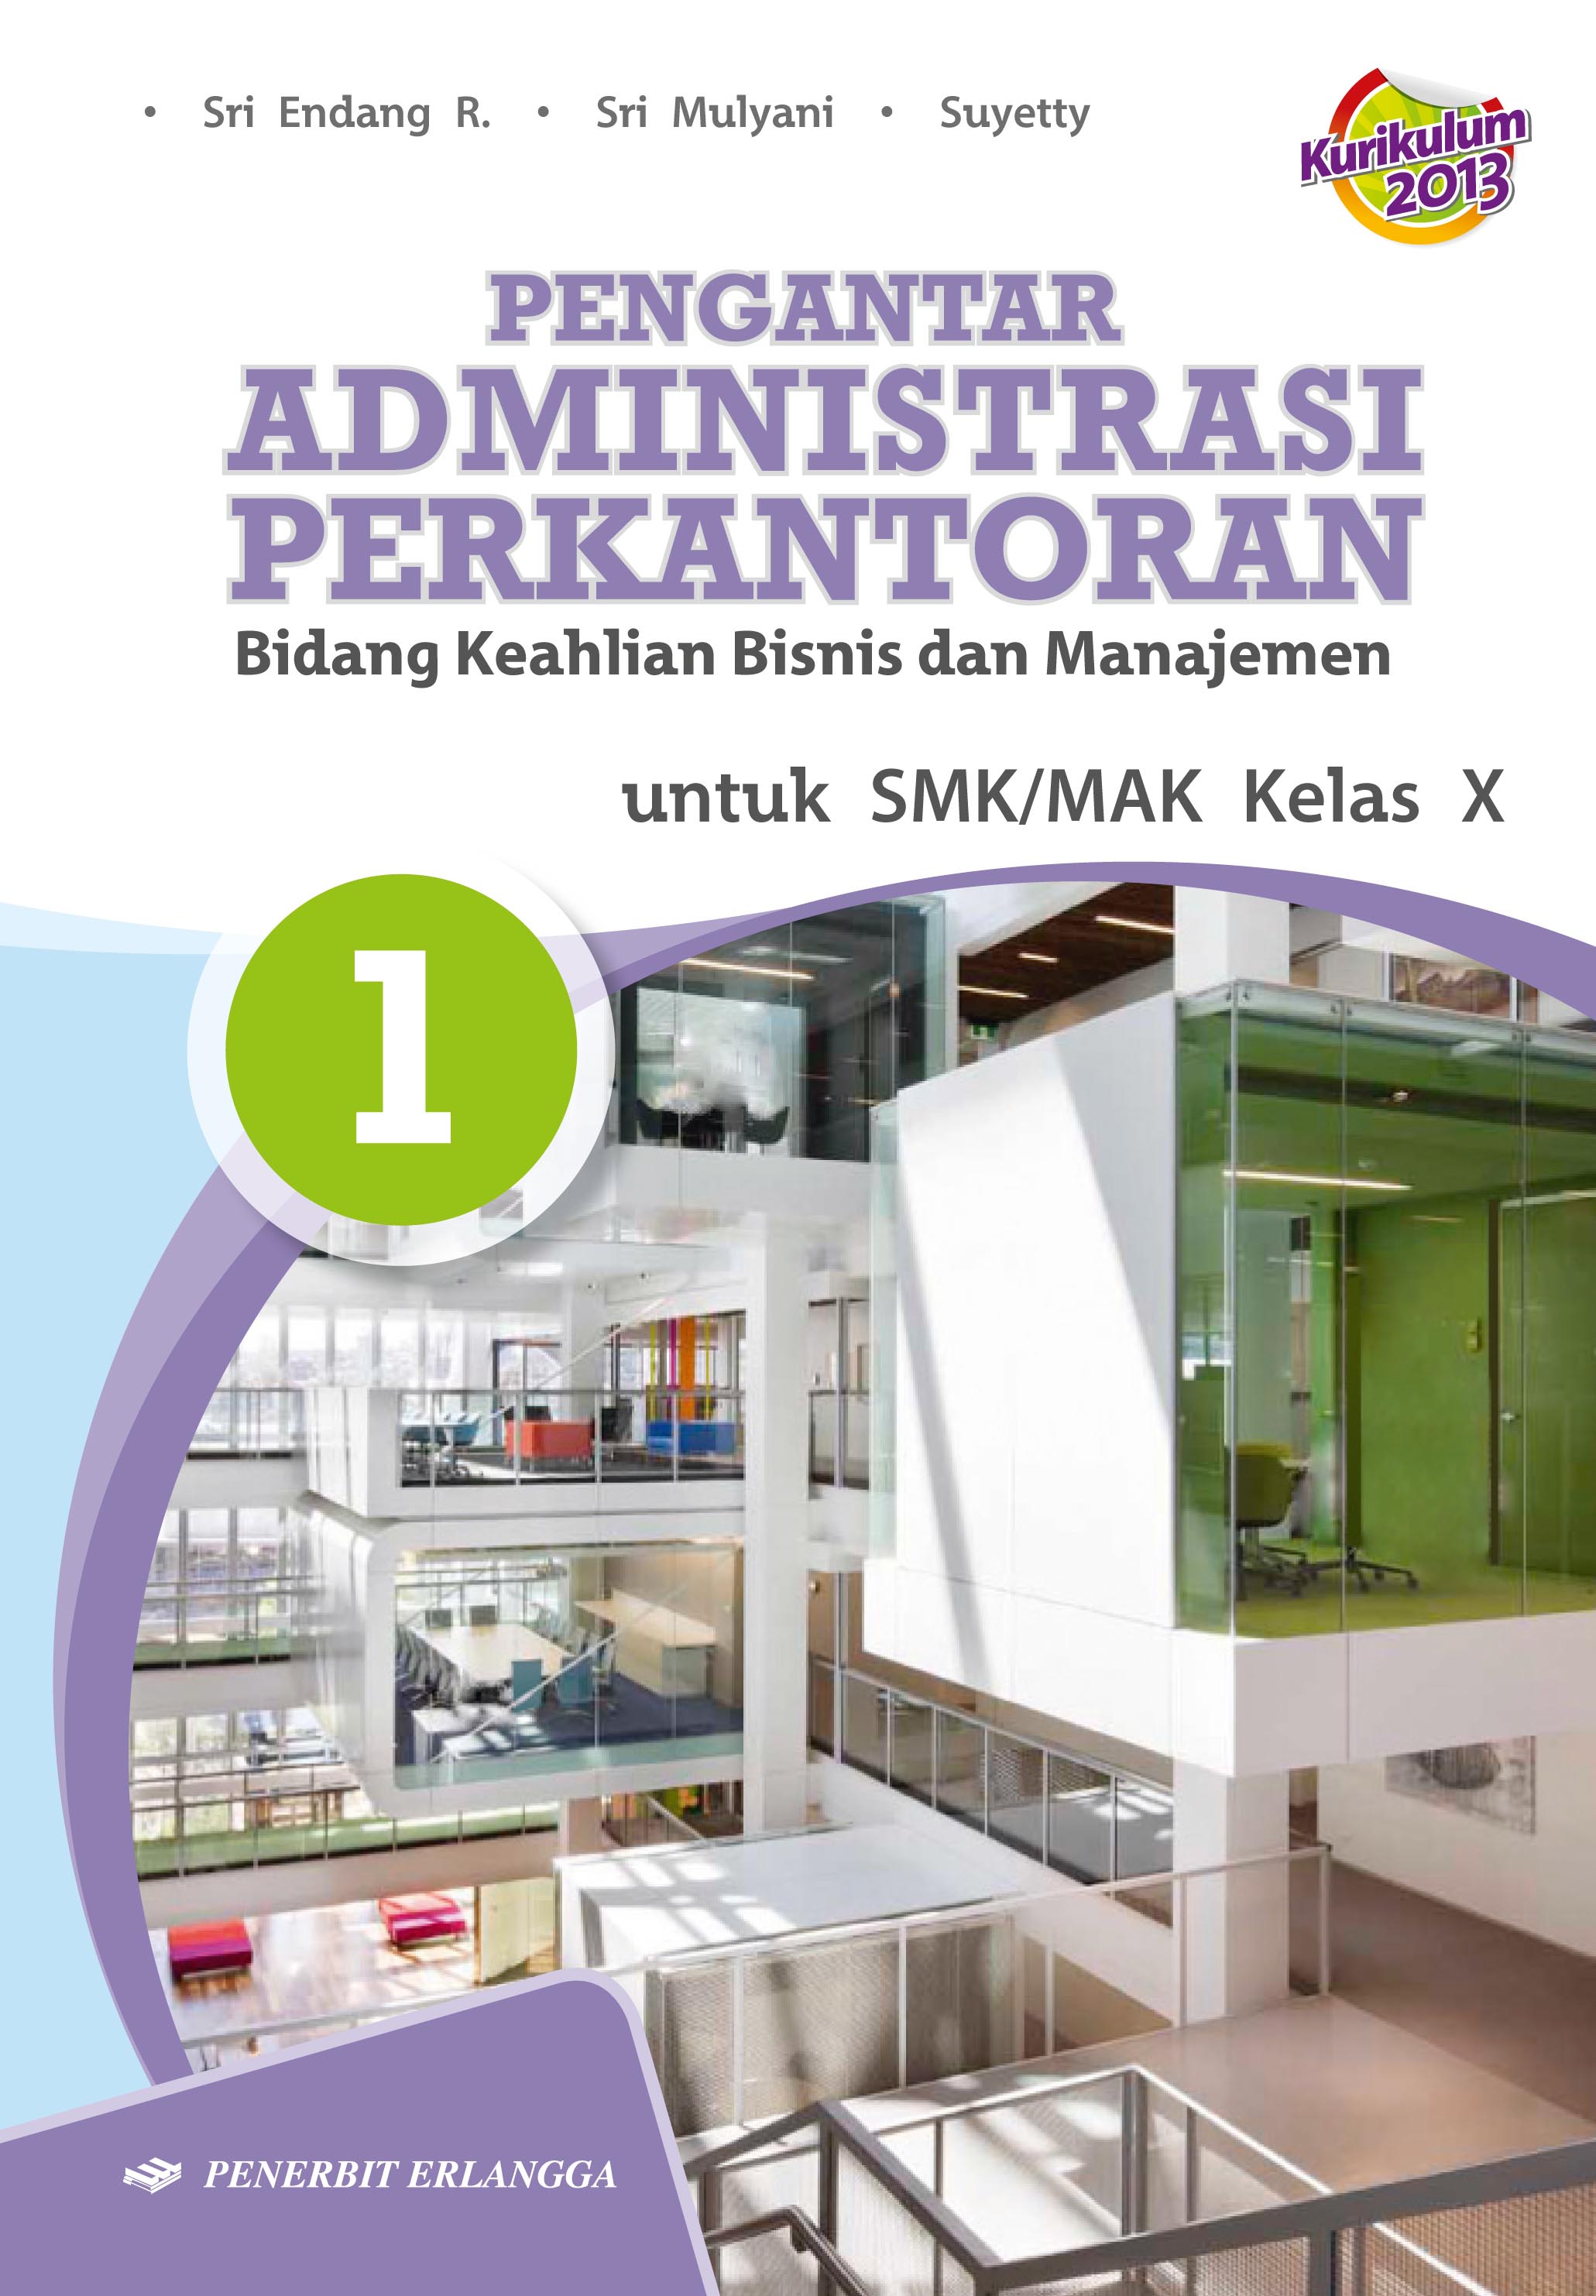 • Sri Endang R. • Sri Mulyani • Suyetty
Kurikulum
2013
PENGANTAR
ADMINISTRASI
PERKANTORAN
Bidang Keahlian Bisnis dan Manajemen
untuk SMK/MAK Kelas X
1
PENERBIT ERLANGGA